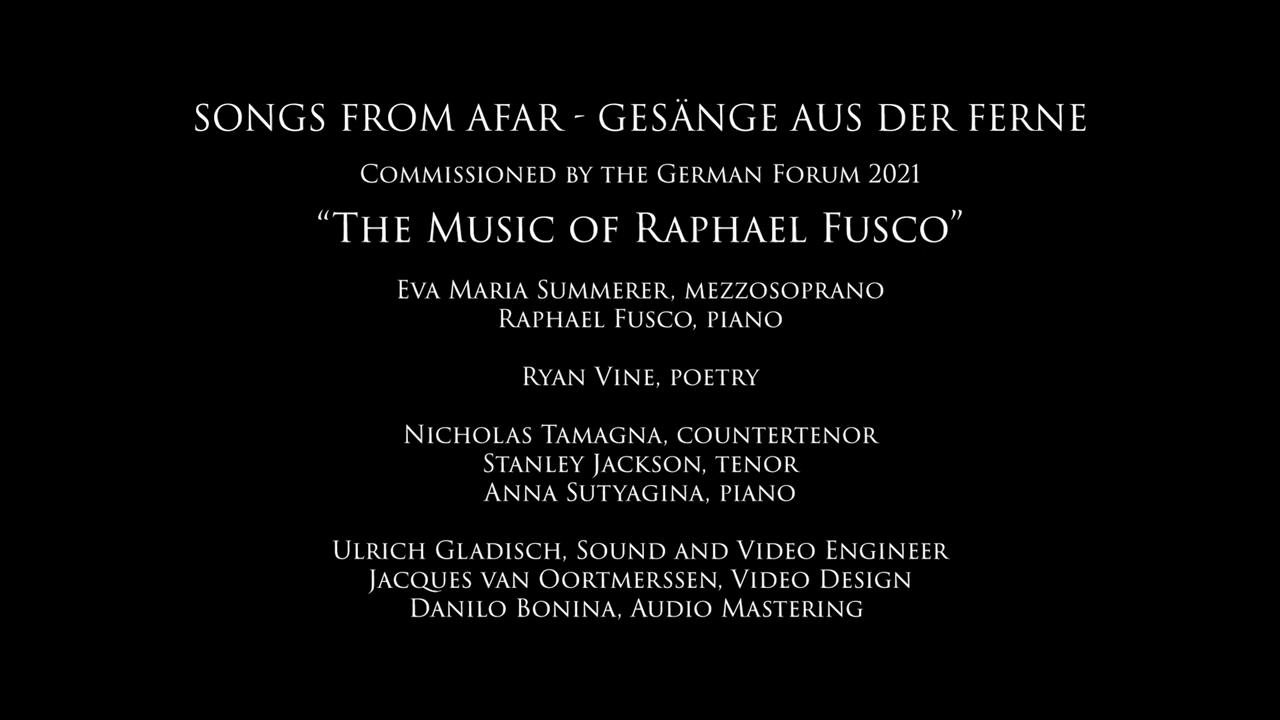 SONGS FROM AFAR - GESÄNGE AUS DER FERNE
Commissioned by the German Forum 2021
“The Music of Raphael Fusco”
Eva Maria Summerer, mezzosoprano
Raphael Fusco, piano
Ryan Vine, poetry
Nicholas Tamagna, countertenor
Stanley Jackson, tenor
Anna Sutyagina, piano
Ulrich Gladisch, Sound and Video Engineer
Jacques van Oortmerssen, Video Design
Danilo Bonina, Audio Mastering